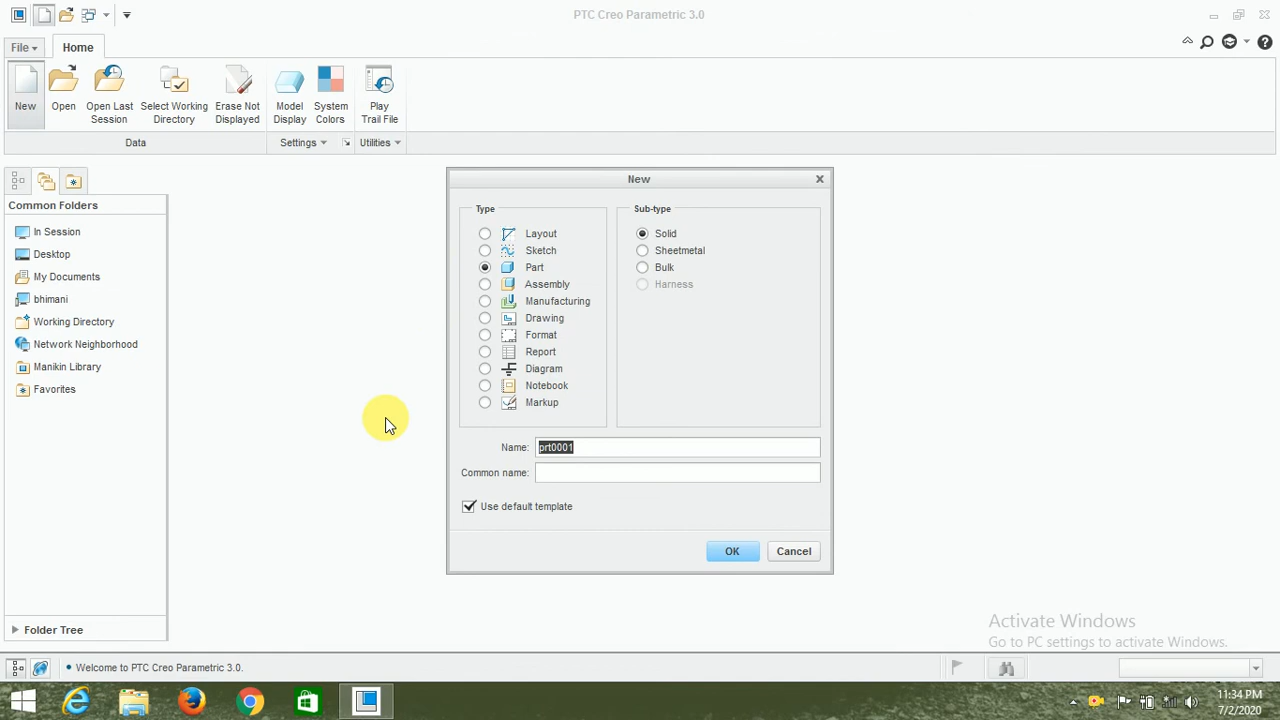 PTC Creo Parametric 3.0
File
Home
New
Open
Open Last
Session
Select Working
Directory
Erase Not
Displayed
Model
Display
System
Colors
Play
Trail File
Data
Settings
Utilities
Common Folders
In Session
Desktop
My Documents
bhimani
Working Directory
Network Neighborhood
Manikin Library
Favorites
Folder Tree
New
Type
Layout
Sketch
Part
Assembly
Manufacturing
Drawing
Format
Report
Diagram
Notebook
Markup
Sub-type
Solid
Sheetmetal
Bulk
Harness
Name: prt0001
Common name:
Use default template
OK Cancel
Activate Windows
Go to PC settings to activate Windows.
• Welcome to PTC Creo Parametric 3.0.
11:34 PM
7/2/2020